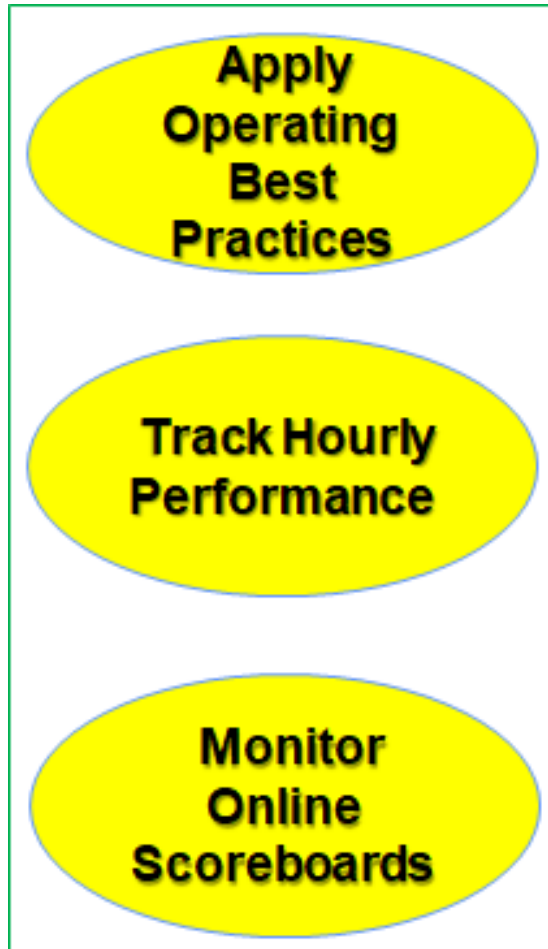 Apply
Operating
Best
Practices
Track Hourly
Performance
Monitor
Online
Scoreboards